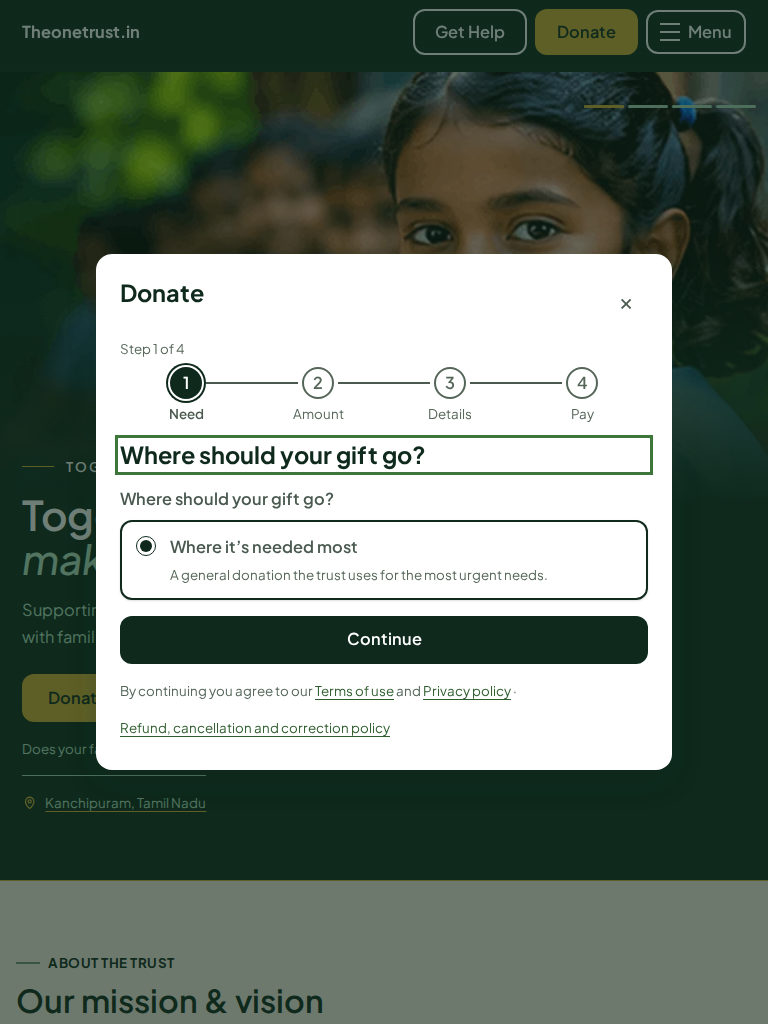 Theonetrust.in
Get Help
Donate
Menu
Donate
×
Step 1 of 4
1
2
3
4
Need
Amount
Details
Pay
Where should your gift go?
Where should your gift go?
Where it’s needed most
A general donation the trust uses for the most urgent needs.
Continue
By continuing you agree to our Terms of use and Privacy policy ·
Refund, cancellation and correction policy
Kanchipuram, Tamil Nadu
ABOUT THE TRUST
Our mission & vision